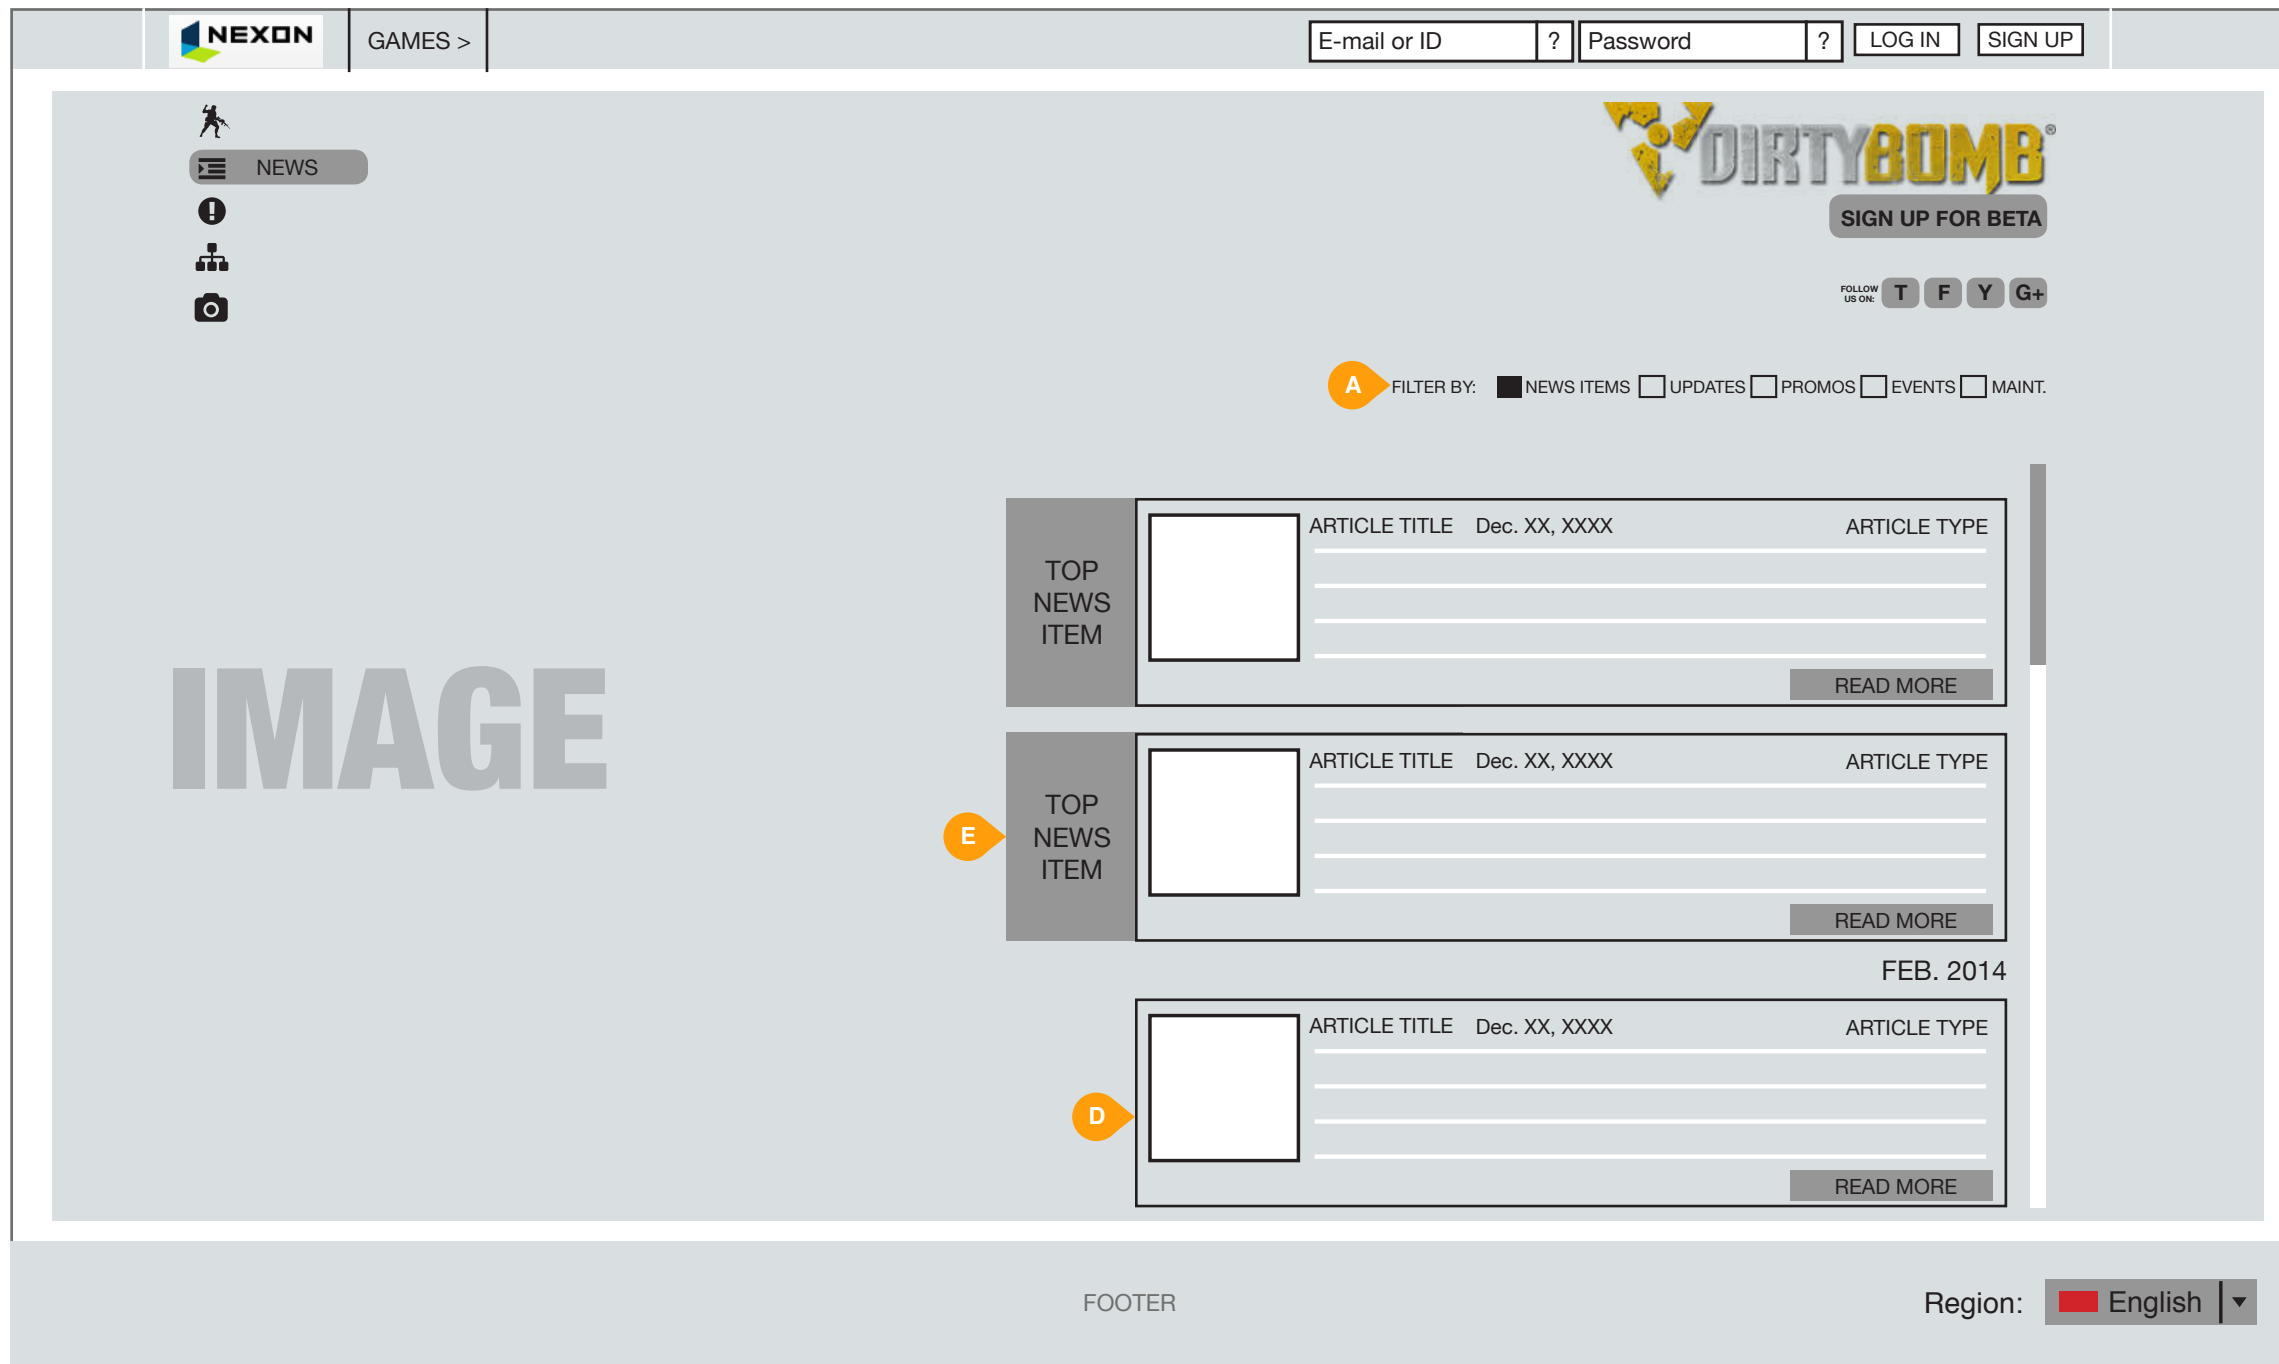 NEXON
GAMES >
E-mail or ID
?
Password
?
LOG IN
SIGN UP
NEWS
DIRTYBOMB®
SIGN UP FOR BETA
FOLLOW
US ON:
T
F
Y
G+
A
FILTER BY:
NEWS ITEMS
UPDATES
PROMOS
EVENTS
MAINT.
IMAGE
TOP
NEWS
ITEM
ARTICLE TITLE
Dec. XX, XXXX
ARTICLE TYPE
READ MORE
E
TOP
NEWS
ITEM
ARTICLE TITLE
Dec. XX, XXXX
ARTICLE TYPE
READ MORE
FEB. 2014
D
ARTICLE TITLE
Dec. XX, XXXX
ARTICLE TYPE
READ MORE
FOOTER
Region:
English